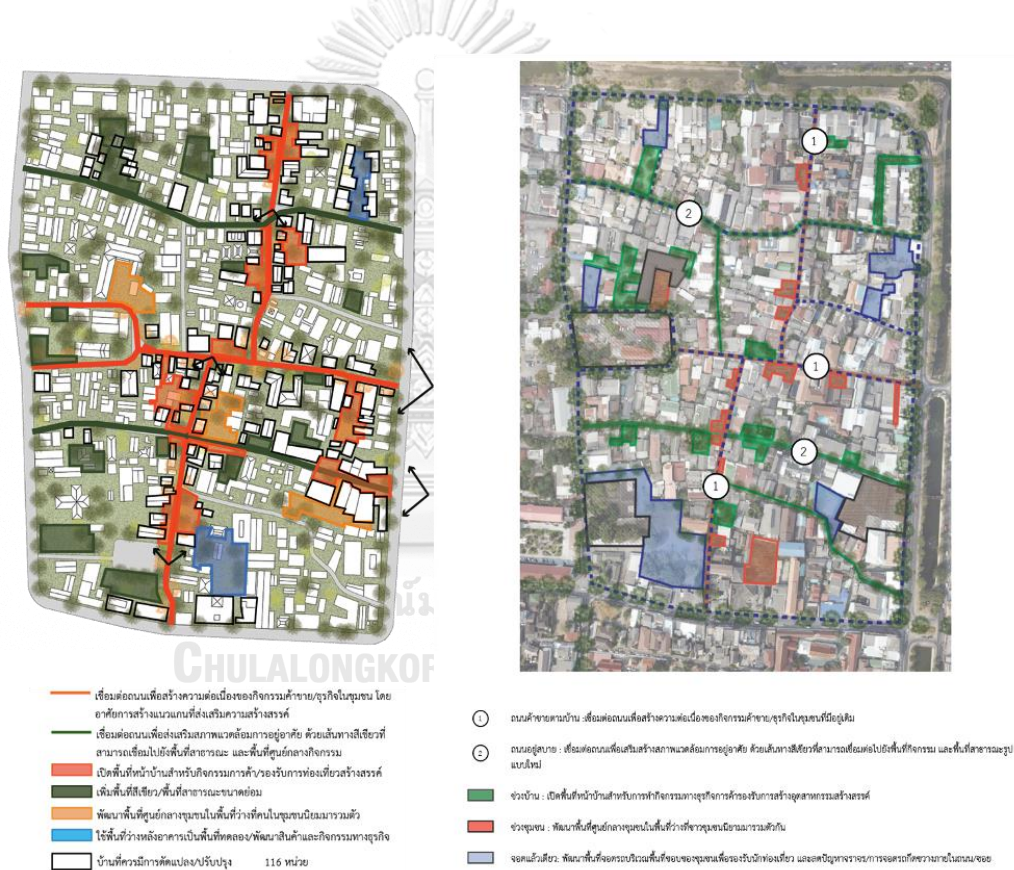 1
2
1
2
1
น์ม
CHULALONGKOR
เชื่อมต่อถนนเพื่อสร้างความต่อเนื่องของกิจกรรมค้าขาย/ธุรกิจในชุมชน โดย
อาศัยการสร้างแนวแกนที่ส่งเสริมความสร้างสรรค์
เชื่อมต่อถนนเพื่อส่งเสริมสภาพแวดล้อมการอยู่อาศัย ด้วยเส้นทางสีเขียวที่
สามารถเชื่อมไปยังพื้นที่สาธารณะ และพื้นที่ศูนย์กลางกิจกรรม
เปิดพื้นที่หน้าบ้านสำหรับกิจกรรมการค้า/รองรับการท่องเที่ยวสร้างสรรค์
เพิ่มพื้นที่สีเขียว/พื้นที่สาธารณะขนาดย่อม
พัฒนาพื้นที่ศูนย์กลางชุมชนในพื้นที่ว่างที่คนในชุมชนนิยมมารวมตัว
ใช้พื้นที่ว่างหลังอาคารเป็นพื้นที่ทดลอง/พัฒนาสินค้าและกิจกรรมทางธุรกิจ
บ้านที่ควรมีการดัดแปลง/ปรับปรุง 116 หน่วย
1 ถนนค้าขายตามบ้าน :เชื่อมต่อถนนเพื่อสร้างความต่อเนื่องของกิจกรรมค้าขาย/ธุรกิจในชุมชนที่มีอยู่เดิม
2 ถนนอยู่สบาย : เชื่อมต่อถนนเพื่อเสริมสร้างสภาพแวดล้อมการอยู่อาศัย ด้วยเส้นทางสีเขียวที่สามารถเชื่อมต่อไปยังพื้นที่กิจกรรม และพื้นที่สาธารณะรูป
แบบใหม่
ช่วงบ้าน : เปิดพื้นที่หน้าบ้านสำหรับการทำกิจกรรมทางธุรกิจการค้ารองรับการสร้างอุตสาหกรรมสร้างสรรค์
ช่วงชุมชน : พัฒนาพื้นที่ศูนย์กลางชุมชนในพื้นที่ว่างที่ชาวชุมชนนิยมมารวมตัวกัน
จอดแล้วเดียว: พัฒนาพื้นที่จอดรถบริเวณพื้นที่ขอบของชุมชนเพื่อรองรับนักท่องเที่ยว และลดปัญหาจราจร/การจอดรถกีดขวางภายในถนน/ซอย